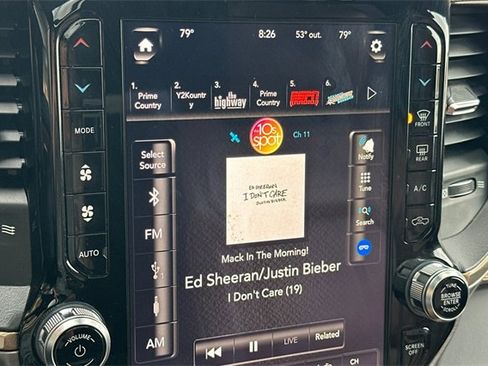 79° 8:26 53° out. 79°
1. 2. 3. 4. 5. 6.
Prime Country
Y2Kountry
the highway
Prime Country
MODE
AUTO
FRONT
REAR
A/C
-10s spot
Ch 11
Select Source
FM
1
AM
Notify
Tune
Search
ED SHEERAN
I DON'T CARE
JUSTIN BIEBER
Mack In The Morning!
Ed Sheeran/Justin Bieber
I Don't Care (19)
LIVE
Related
CH
VOLUME
TUNE
BROWSE
ENTER
SCROLL
SCREEN
OFF